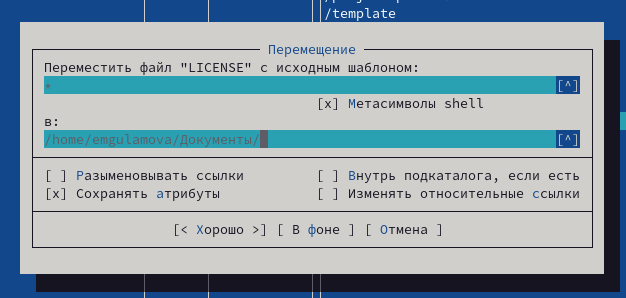 /template
Перемещение
Переместить файл "LICENSE" с исходным шаблоном:
* [^]
[x] Метасимволы shell
в:
/home/emgulamova/Документы/ [^]
[ ] Разыменовывать ссылки [ ] Внутрь подкаталога, если есть
[x] Сохранять атрибуты [ ] Изменять относительные ссылки
[< Хорошо >] [ В фоне ] [ Отмена ]